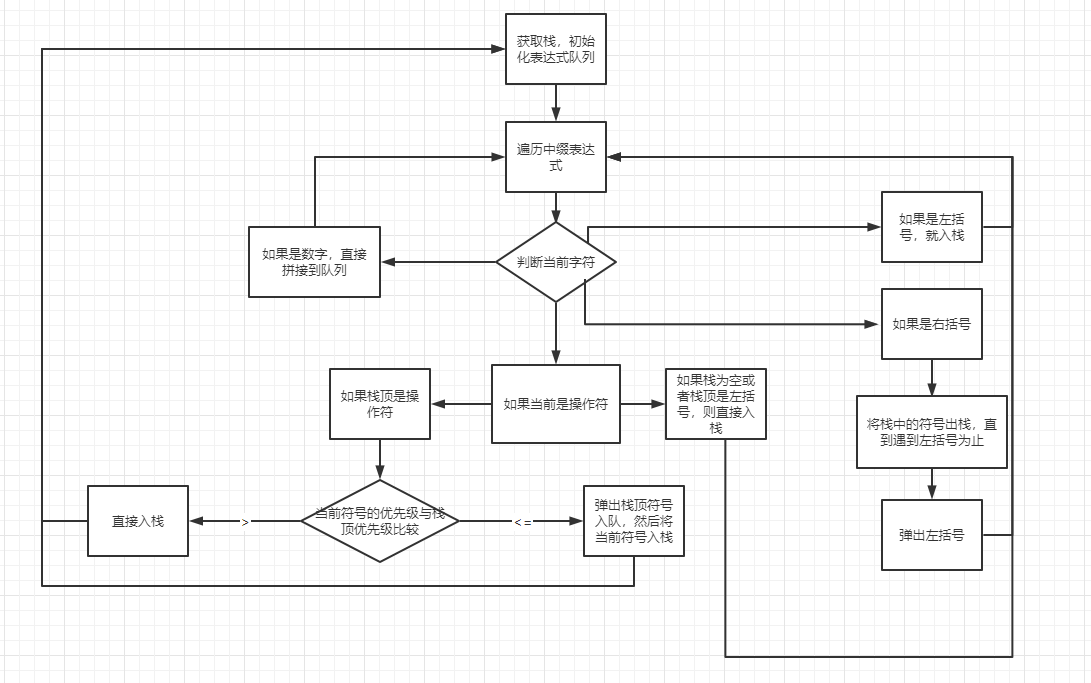 获取栈，初始
化表达式队列
遍历中缀表达
式
判断当前字符
如果是数字，直接
拼接到队列
如果是左括
号，就入栈
如果是右括号
将栈中的符号出栈，直
到遇到左括号为止
弹出左括号
如果当前是操作符
如果栈顶是操
作符
如果栈为空或
者栈顶是左括
号，则直接入
栈
当前符号的优先级与栈
顶优先级比较
>
直接入栈
<=
弹出栈顶符号
入队，然后将
当前符号入栈